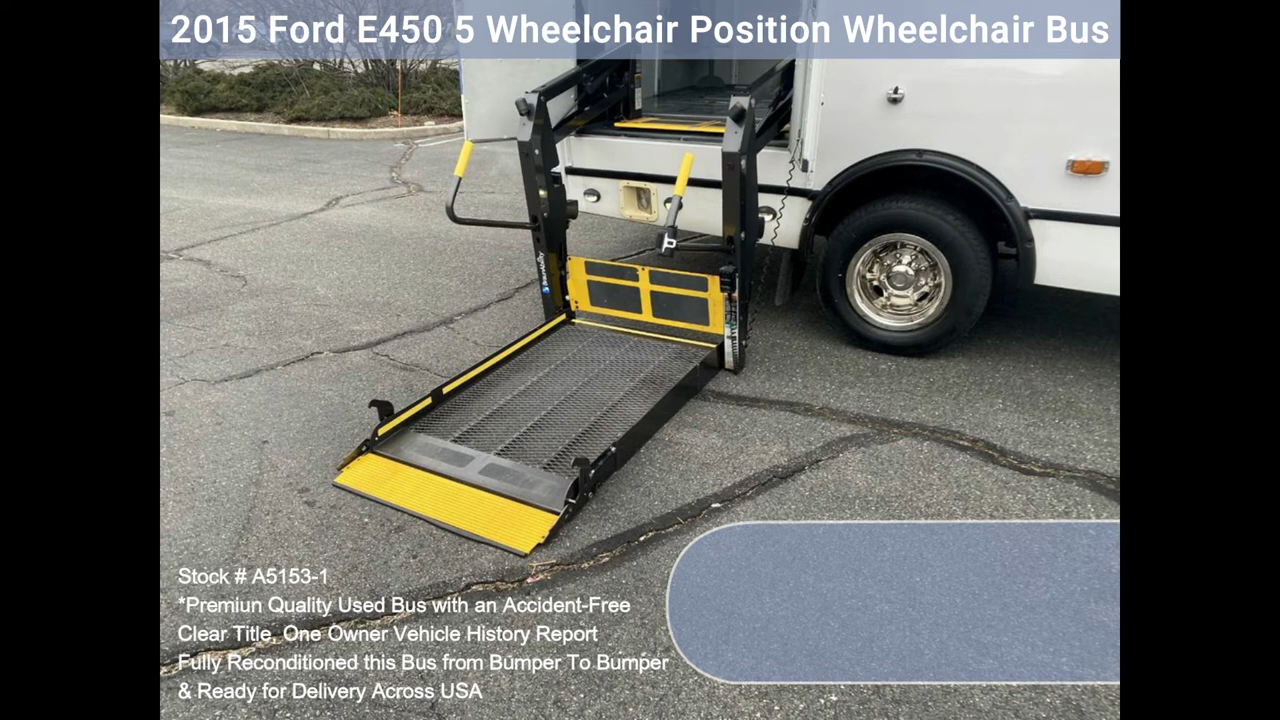 2015 Ford E450 5 Wheelchair Position Wheelchair Bus
BraunAbility
Stock # A5153-1
*Premiun Quality Used Bus with an Accident-Free
Clear Title, One Owner Vehicle History Report
Fully Reconditioned this Bus from Bumper To Bumper
& Ready for Delivery Across USA